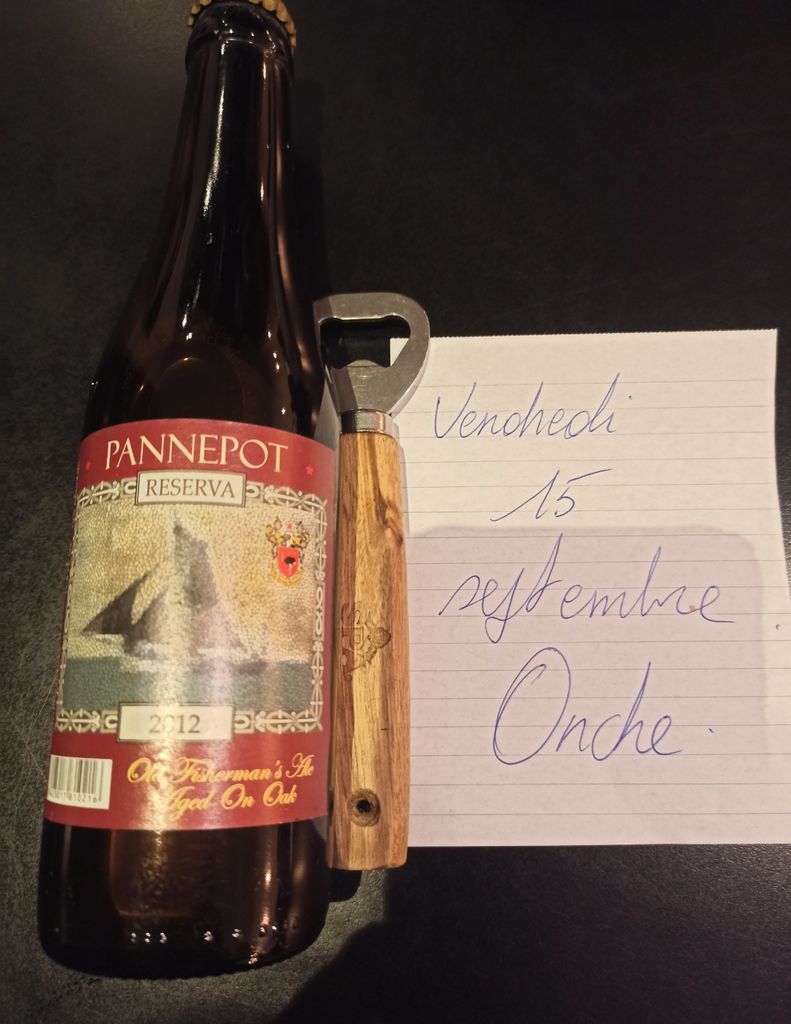 PANNEPOT
RESERVA
2012
Old Fisherman's Ale
Aged On Oak
Vendredi
15
septembre
Onche.